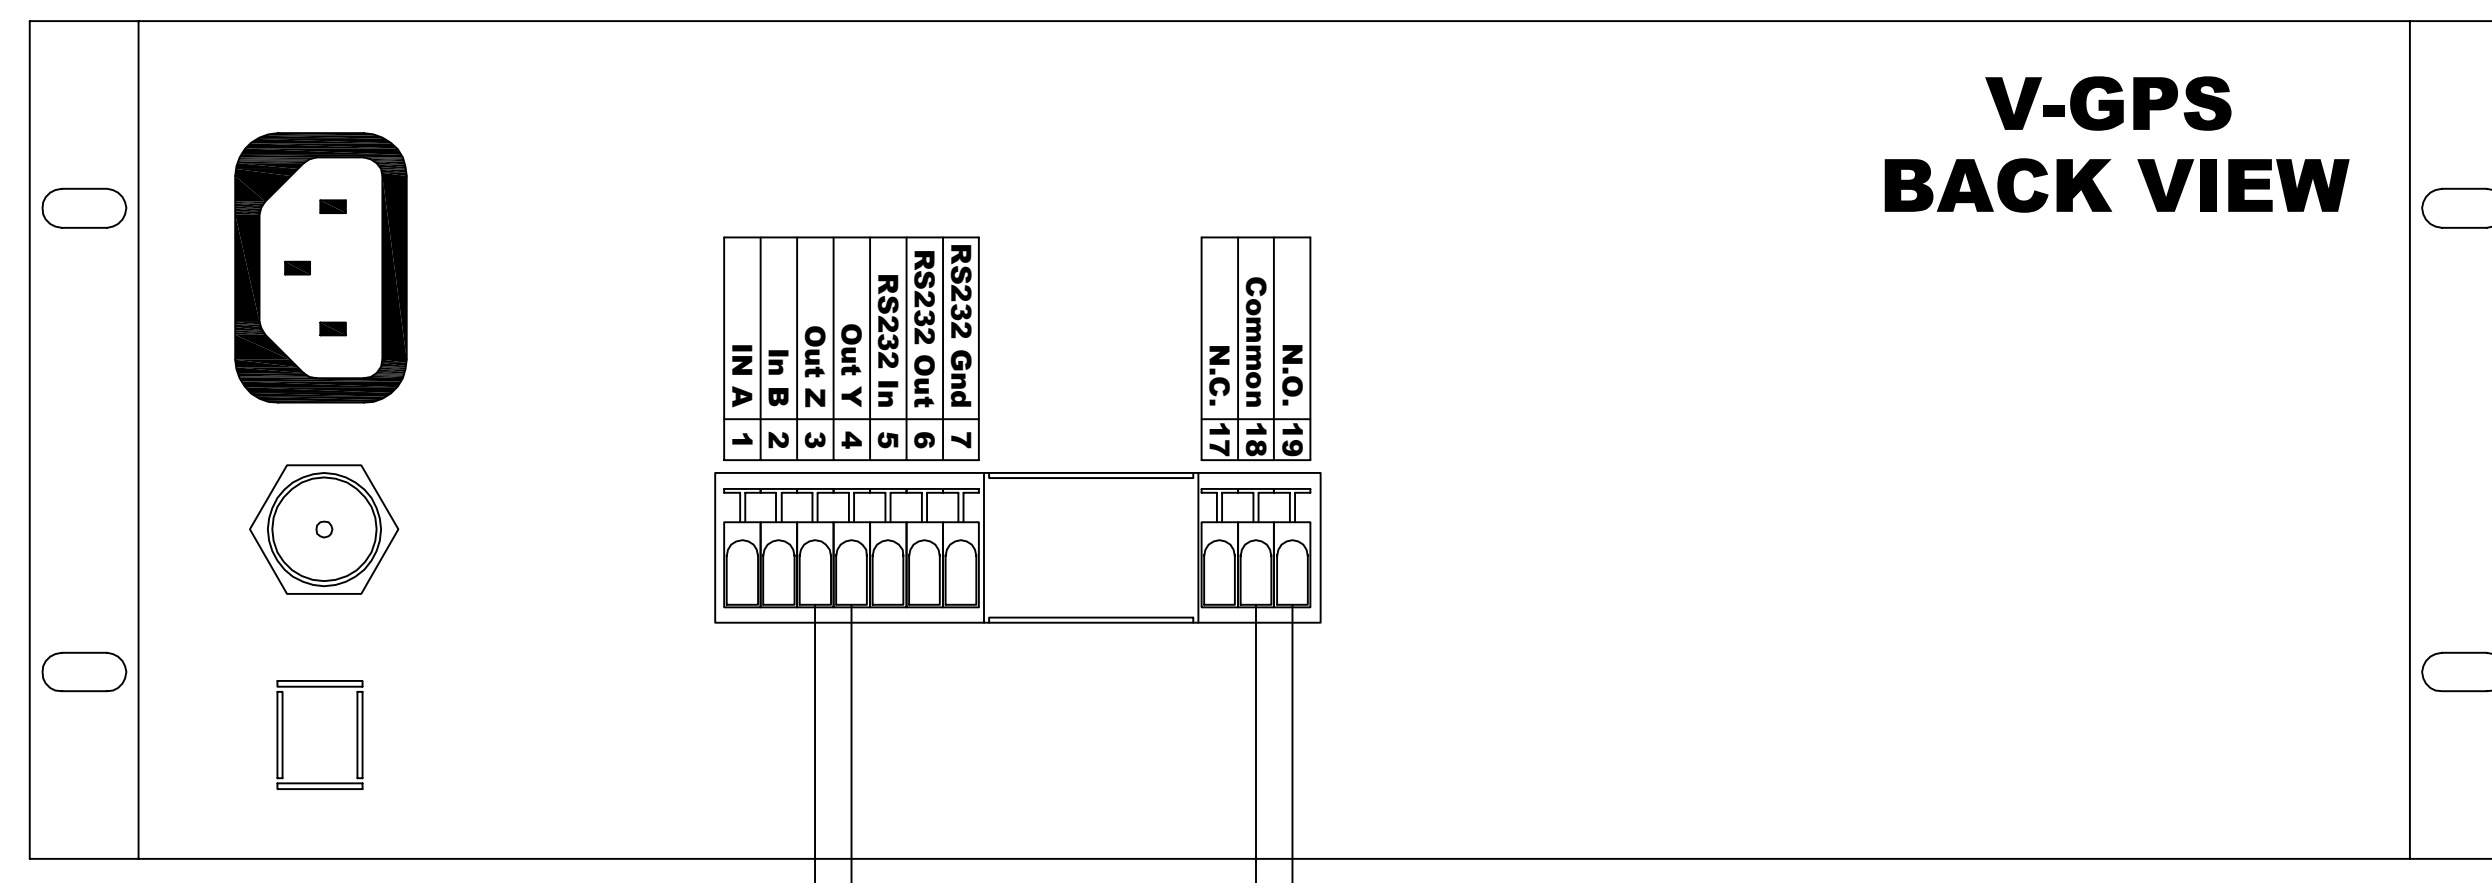 V-GPS
BACK VIEW
IN A 1
In B 2
Out Z 3
Out Y 4
RS232 In 5
RS232 Out 6
RS232 Gnd 7
N.C. 17
Common 18
N.O. 19